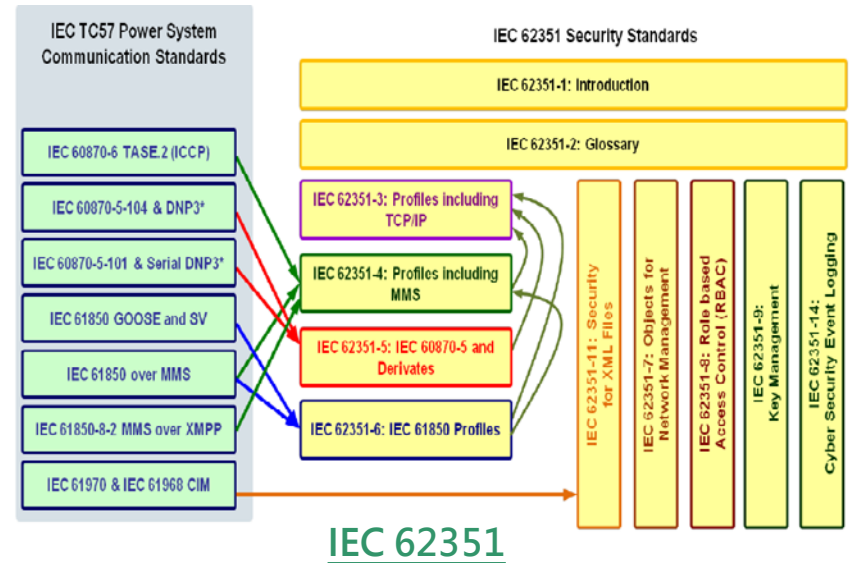 IEC TC57 Power System
Communication Standards
IEC 60870-6 TASE.2 (ICCP)
IEC 60870-5-104 & DNP3*
IEC 60870-5-101 & Serial DNP3*
IEC 61850 GOOSE and SV
IEC 61850 over MMS
IEC 61850-8-2 MMS over XMPP
IEC 61970 & IEC 61968 CIM
IEC 62351 Security Standards
IEC 62351-1: Introduction
IEC 62351-2: Glossary
IEC 62351-3: Profiles including
TCP/IP
IEC 62351-4: Profiles including
MMS
IEC 62351-5: IEC 60870-5 and
Derivates
IEC 62351-6: IEC 61850 Profiles
IEC 62351-11: Security
for XML Files
IEC 62351-7: Objects for
Network Management
IEC 62351-8: Role based
Access Control (RBAC)
IEC 62351-9:
Key Management
IEC 62351-14:
Cyber Security Event Logging
IEC 62351